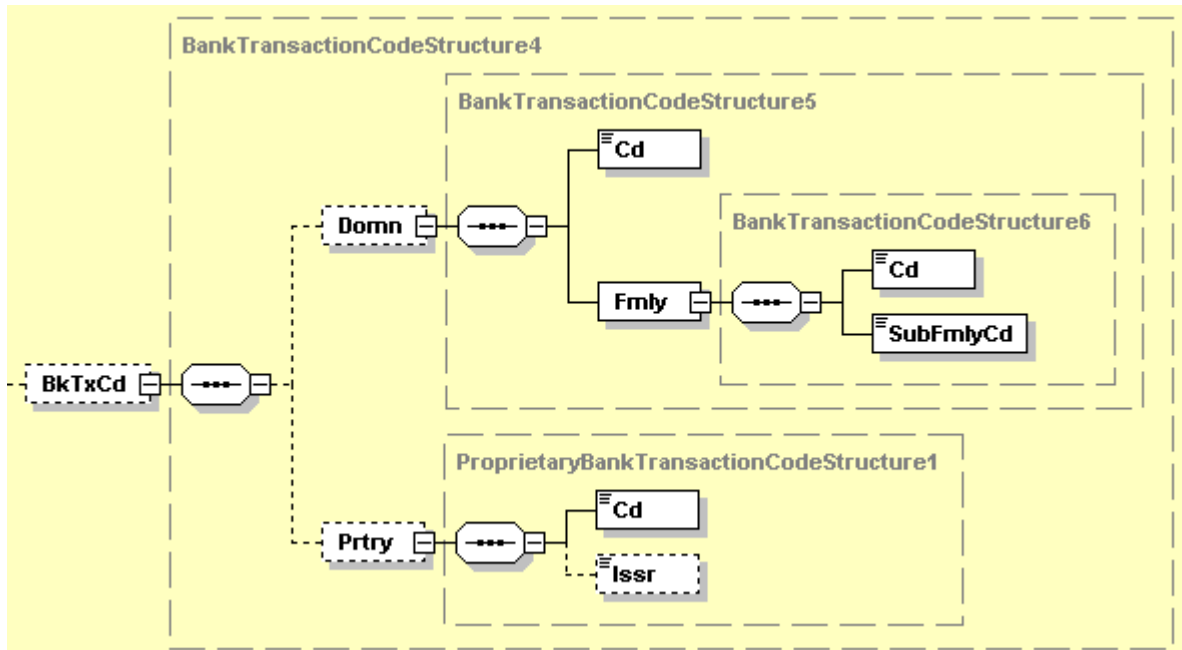 BankTransactionCodeStructure4
BankTransactionCodeStructure5
Cd
BankTransactionCodeStructure6
Domn
Cd
Fmly
SubFmlyCd
BkTxCd
ProprietaryBankTransactionCodeStructure1
Cd
Prtry
Issr